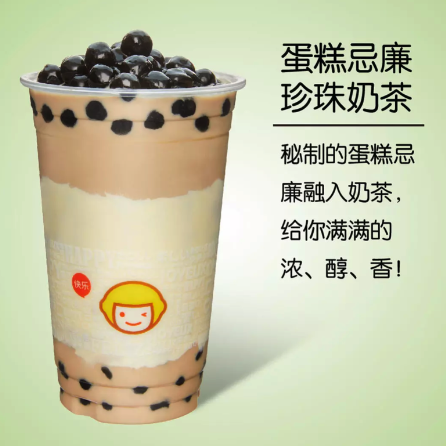 蛋糕忌廉
珍珠奶茶
秘制的蛋糕忌
廉融入奶茶，
给你满满的
浓、醇、香！
快乐